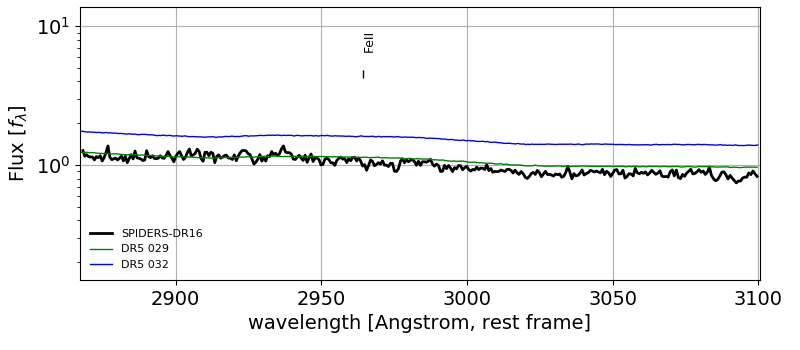 10¹
FeII
10⁰
Flux [fλ]
SPIDERS-DR16
DR5 029
DR5 032
2900 2950 3000 3050 3100
wavelength [Angstrom, rest frame]